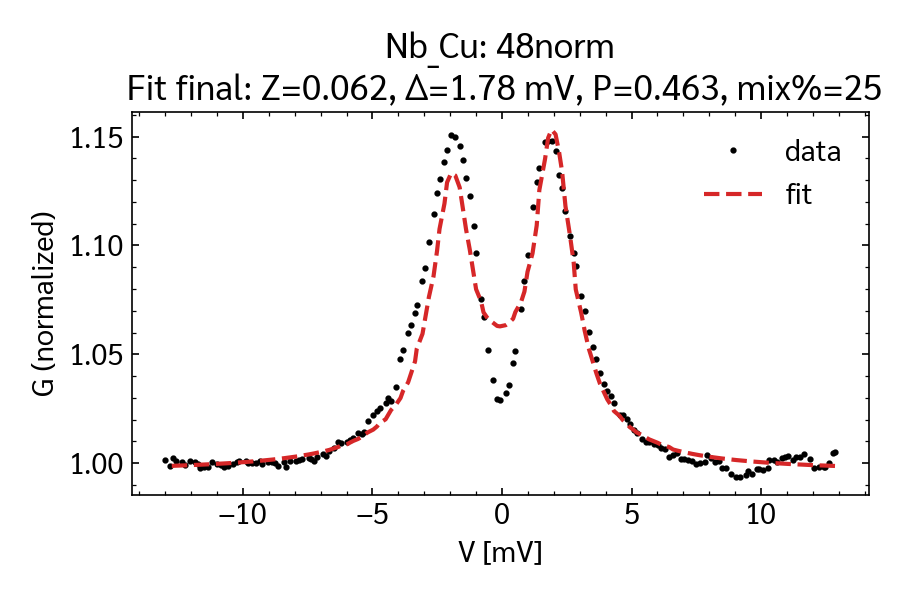 Nb_Cu: 48norm
Fit final: Z=0.062, Δ=1.78 mV, P=0.463, mix%=25
1.15
1.10
1.05
1.00
G (normalized)
data
fit
−10
−5
0
5
10
V [mV]